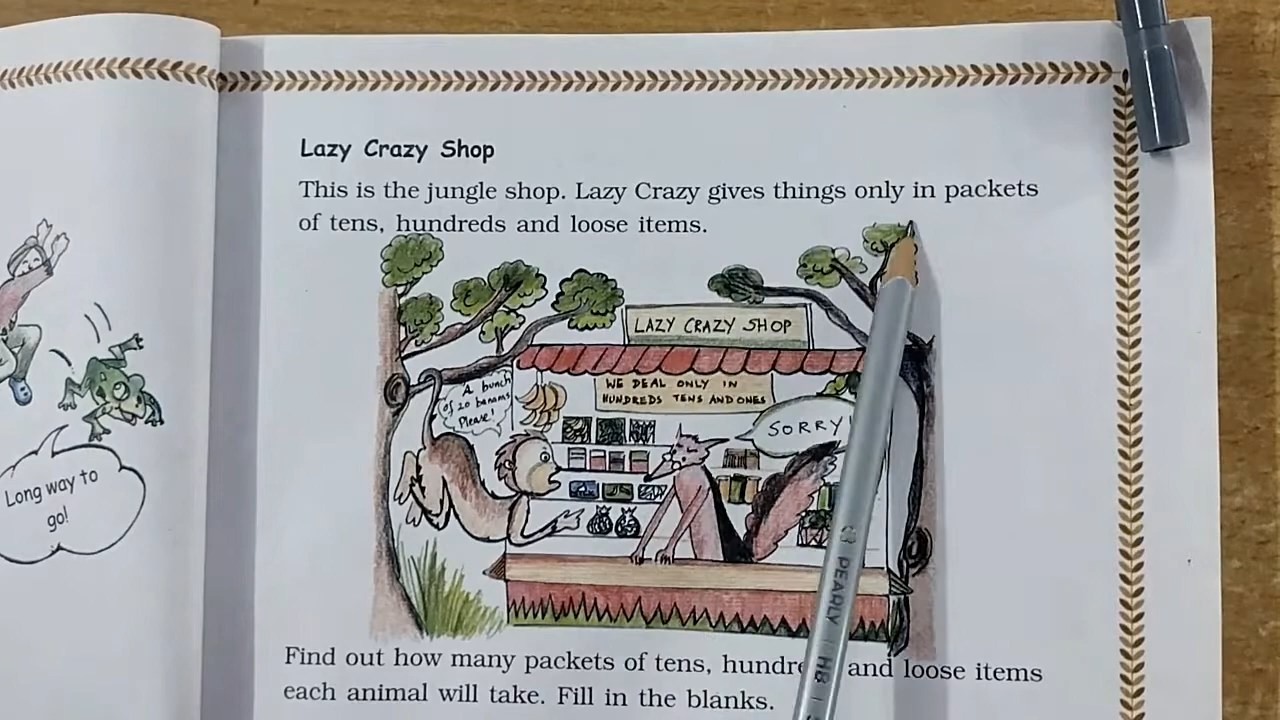 Lazy Crazy Shop
This is the jungle shop. Lazy Crazy gives things only in packets
of tens, hundreds and loose items.
LAZY CRAZY SHOP
WE DEAL ONLY IN
HUNDREDS TENS AND ONES
A bunch
of 20 bananas
Please!
SORRY!
Long way to
go!
Find out how many packets of tens, and loose items
each animal will take. Fill in the blanks.
PEARLY HB